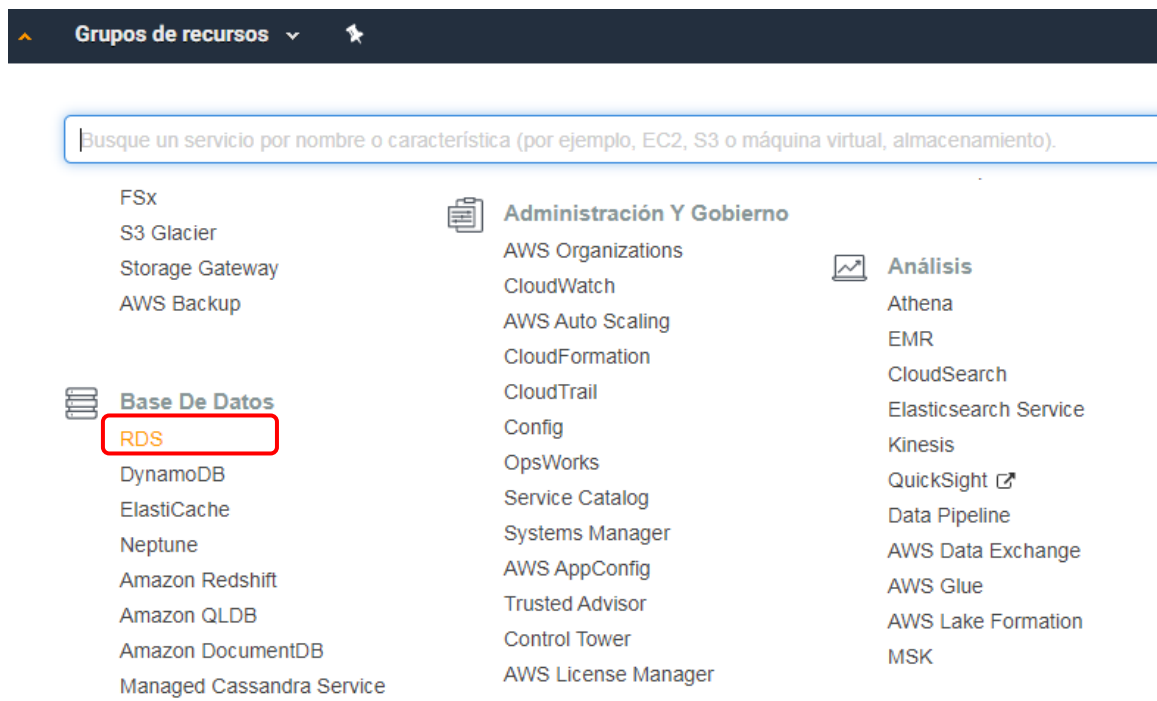 Grupos de recursos
Busque un servicio por nombre o característica (por ejemplo, EC2, S3 o máquina virtual, almacenamiento).
FSx
S3 Glacier
Storage Gateway
AWS Backup
Base De Datos
RDS
DynamoDB
ElastiCache
Neptune
Amazon Redshift
Amazon QLDB
Amazon DocumentDB
Managed Cassandra Service
Administración Y Gobierno
AWS Organizations
CloudWatch
AWS Auto Scaling
CloudFormation
CloudTrail
Config
OpsWorks
Service Catalog
Systems Manager
AWS AppConfig
Trusted Advisor
Control Tower
AWS License Manager
Análisis
Athena
EMR
CloudSearch
Elasticsearch Service
Kinesis
QuickSight
Data Pipeline
AWS Data Exchange
AWS Glue
AWS Lake Formation
MSK